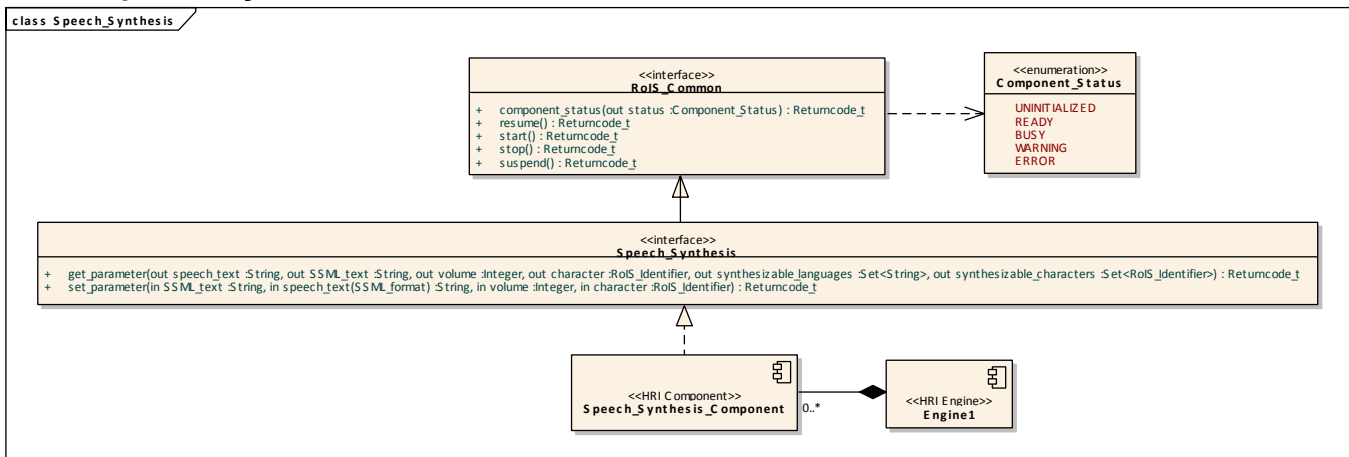 class Speech_Synthesis
<<interface>>
RoIS_Common
+ component_status(out status :Component_Status) : Returncode_t
+ resume() : Returncode_t
+ start() : Returncode_t
+ stop() : Returncode_t
+ suspend() : Returncode_t
<<enumeration>>
Component_Status
UNINITIALIZED
READY
BUSY
WARNING
ERROR
<<interface>>
Speech_Synthesis
+ get_parameter(out speech_text :String, out SSML_text :String, out volume :Integer, out character :RoIS_Identifier, out synthesizable_languages :Set<String>, out synthesizable_characters :Set<RoIS_Identifier>) : Returncode_t
+ set_parameter(in SSML_text :String, in speech_text(SSML_format) :String, in volume :Integer, in character :RoIS_Identifier) : Returncode_t
<<HRI Component>>
Speech_Synthesis_Component
0..*
<<HRI Engine>>
Engine1